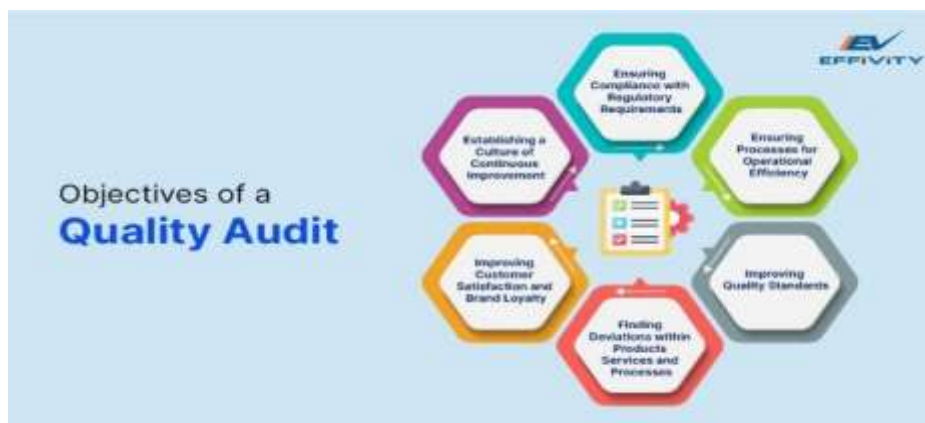 EFFIVITY
Objectives of a
Quality Audit
Ensuring
Compliance with
Regulatory
Requirements
Ensuring
Processes for
Operational
Efficiency
Improving
Quality Standards
Finding
Deviations within
Products
Services and
Processes
Improving
Customer
Satisfaction and
Brand Loyalty
Establishing a
Culture of
Continuous
Improvement